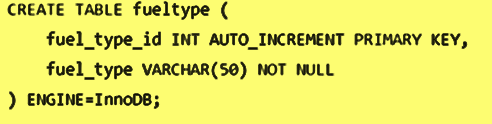 CREATE TABLE fueltype (
    fuel_type_id INT AUTO_INCREMENT PRIMARY KEY,
    fuel_type VARCHAR(50) NOT NULL
) ENGINE=InnoDB;